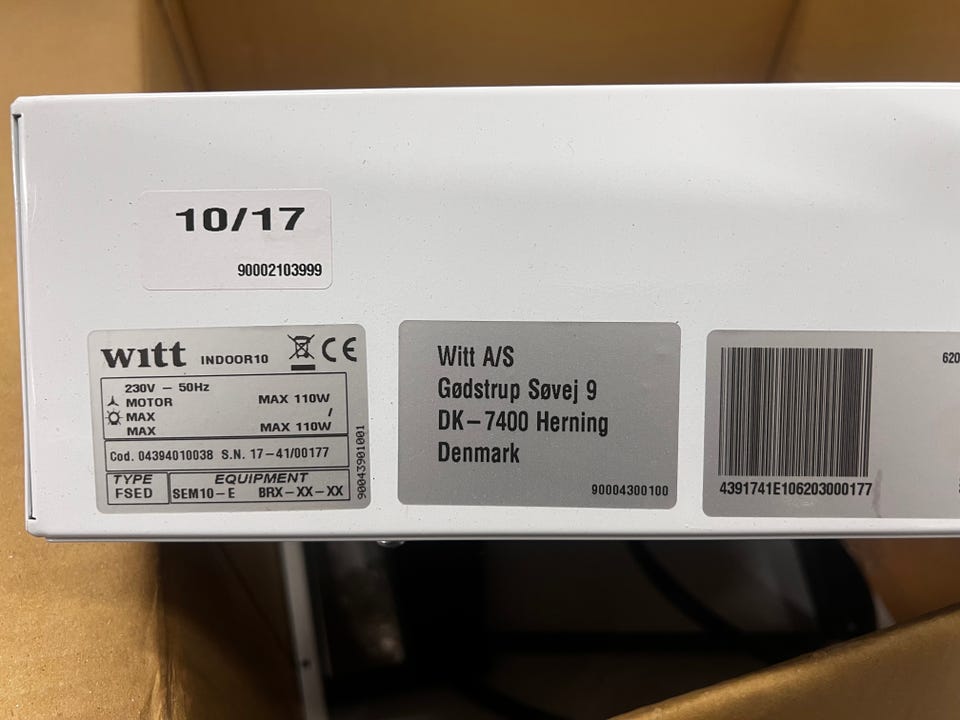 10/17
90002103999
witt INDOOR10
230V – 50Hz
MOTOR MAX 110W
MAX /
MAX MAX 110W
Cod. 04394010038 S.N. 17-41/00177
TYPE EQUIPMENT
FSED SEM10-E BRX-XX-XX
90043901001
Witt A/S
Gødstrup Søvej 9
DK-7400 Herning
Denmark
90004300100
620
4391741E106203000177